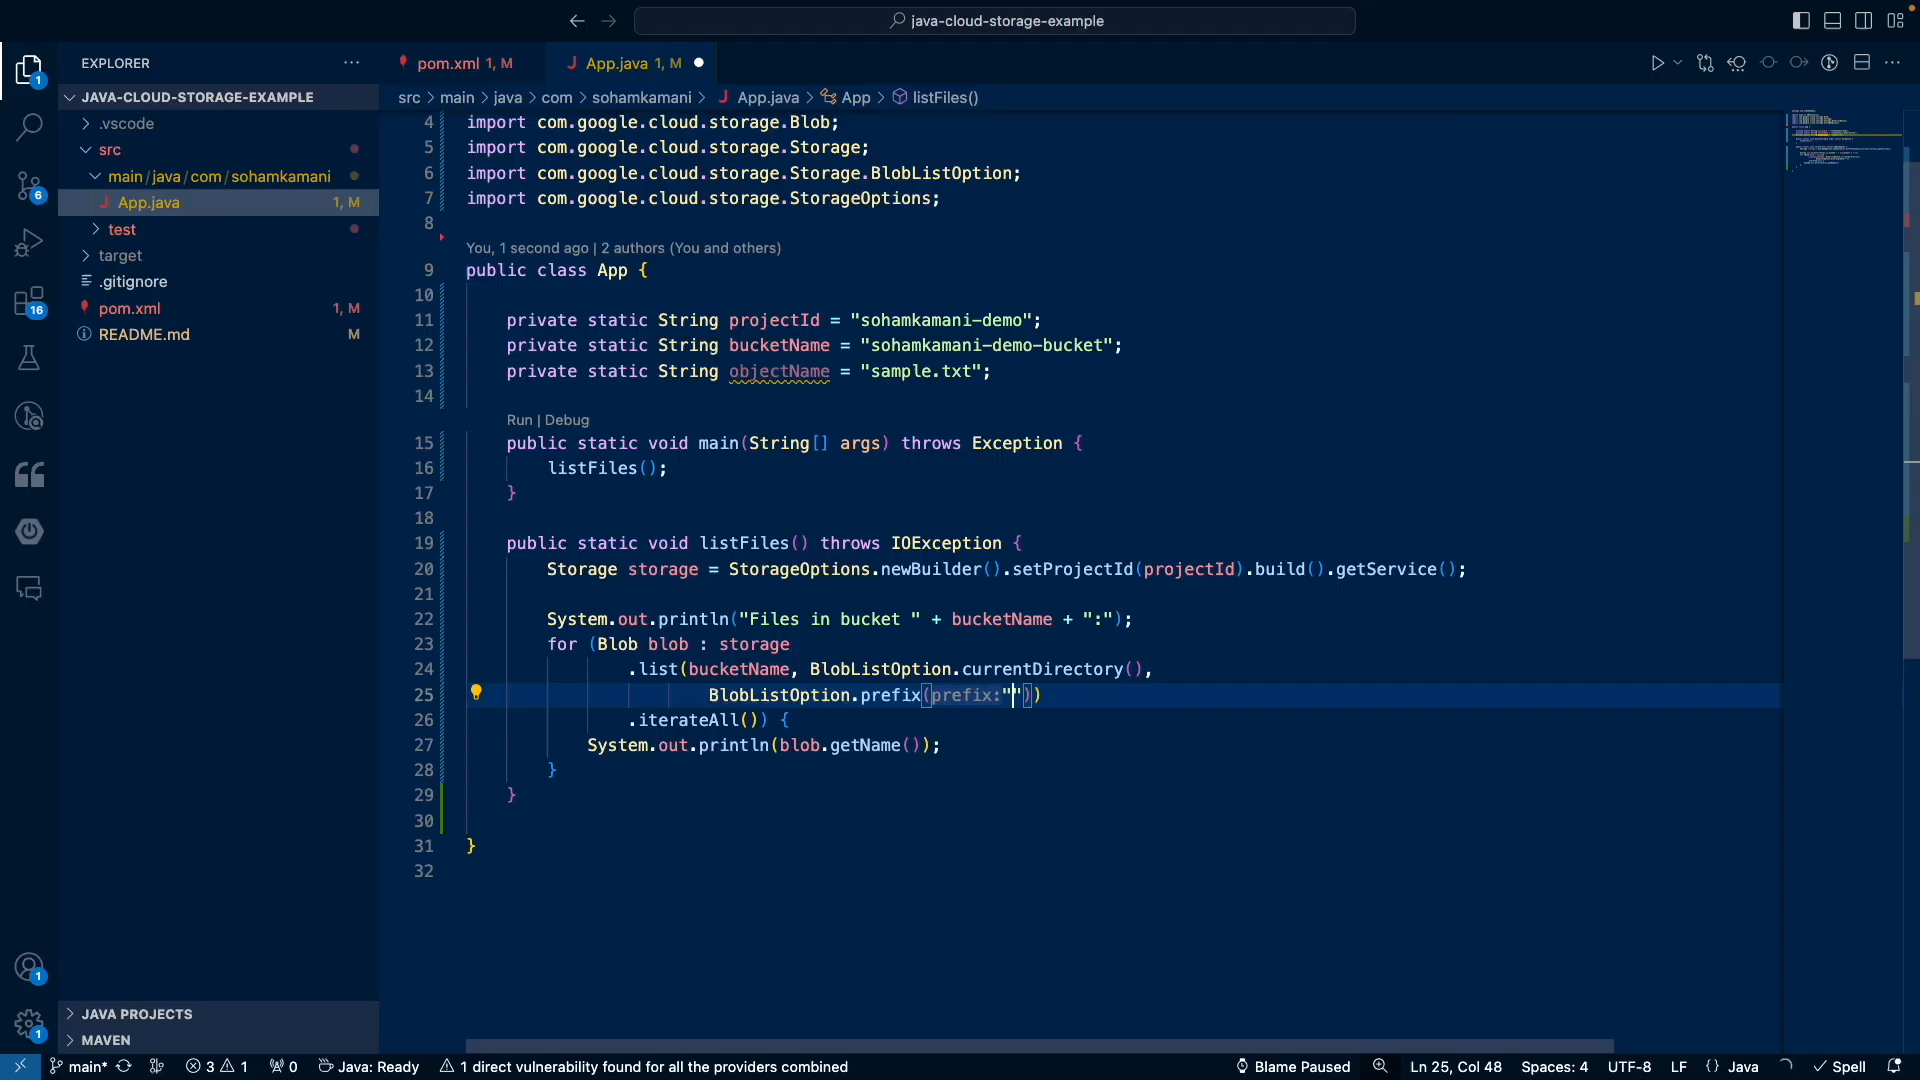 java-cloud-storage-example
EXPLORER
pom.xml 1, M
App.java 1, M
JAVA-CLOUD-STORAGE-EXAMPLE
.vscode
src
main/java/com/sohamkamani
App.java 1, M
test
target
.gitignore
pom.xml 1, M
README.md M
src > main > java > com > sohamkamani > App.java > App > listFiles()
4 import com.google.cloud.storage.Blob;
5 import com.google.cloud.storage.Storage;
6 import com.google.cloud.storage.Storage.BlobListOption;
7 import com.google.cloud.storage.StorageOptions;
8
You, 1 second ago | 2 authors (You and others)
9 public class App {
10
11 private static String projectId = "sohamkamani-demo";
12 private static String bucketName = "sohamkamani-demo-bucket";
13 private static String objectName = "sample.txt";
14
Run | Debug
15 public static void main(String[] args) throws Exception {
16 listFiles();
17 }
18
19 public static void listFiles() throws IOException {
20 Storage storage = StorageOptions.newBuilder().setProjectId(projectId).build().getService();
21
22 System.out.println("Files in bucket " + bucketName + ":");
23 for (Blob blob : storage
24 .list(bucketName, BlobListOption.currentDirectory(),
25 BlobListOption.prefix(prefix:""))
26 .iterateAll()) {
27 System.out.println(blob.getName());
28 }
29 }
30
31 }
32
1
6
16
1
1
JAVA PROJECTS
MAVEN
main* 3 1 0 Java: Ready 1 direct vulnerability found for all the providers combined Blame Paused Ln 25, Col 48 Spaces: 4 UTF-8 LF {} Java Spell